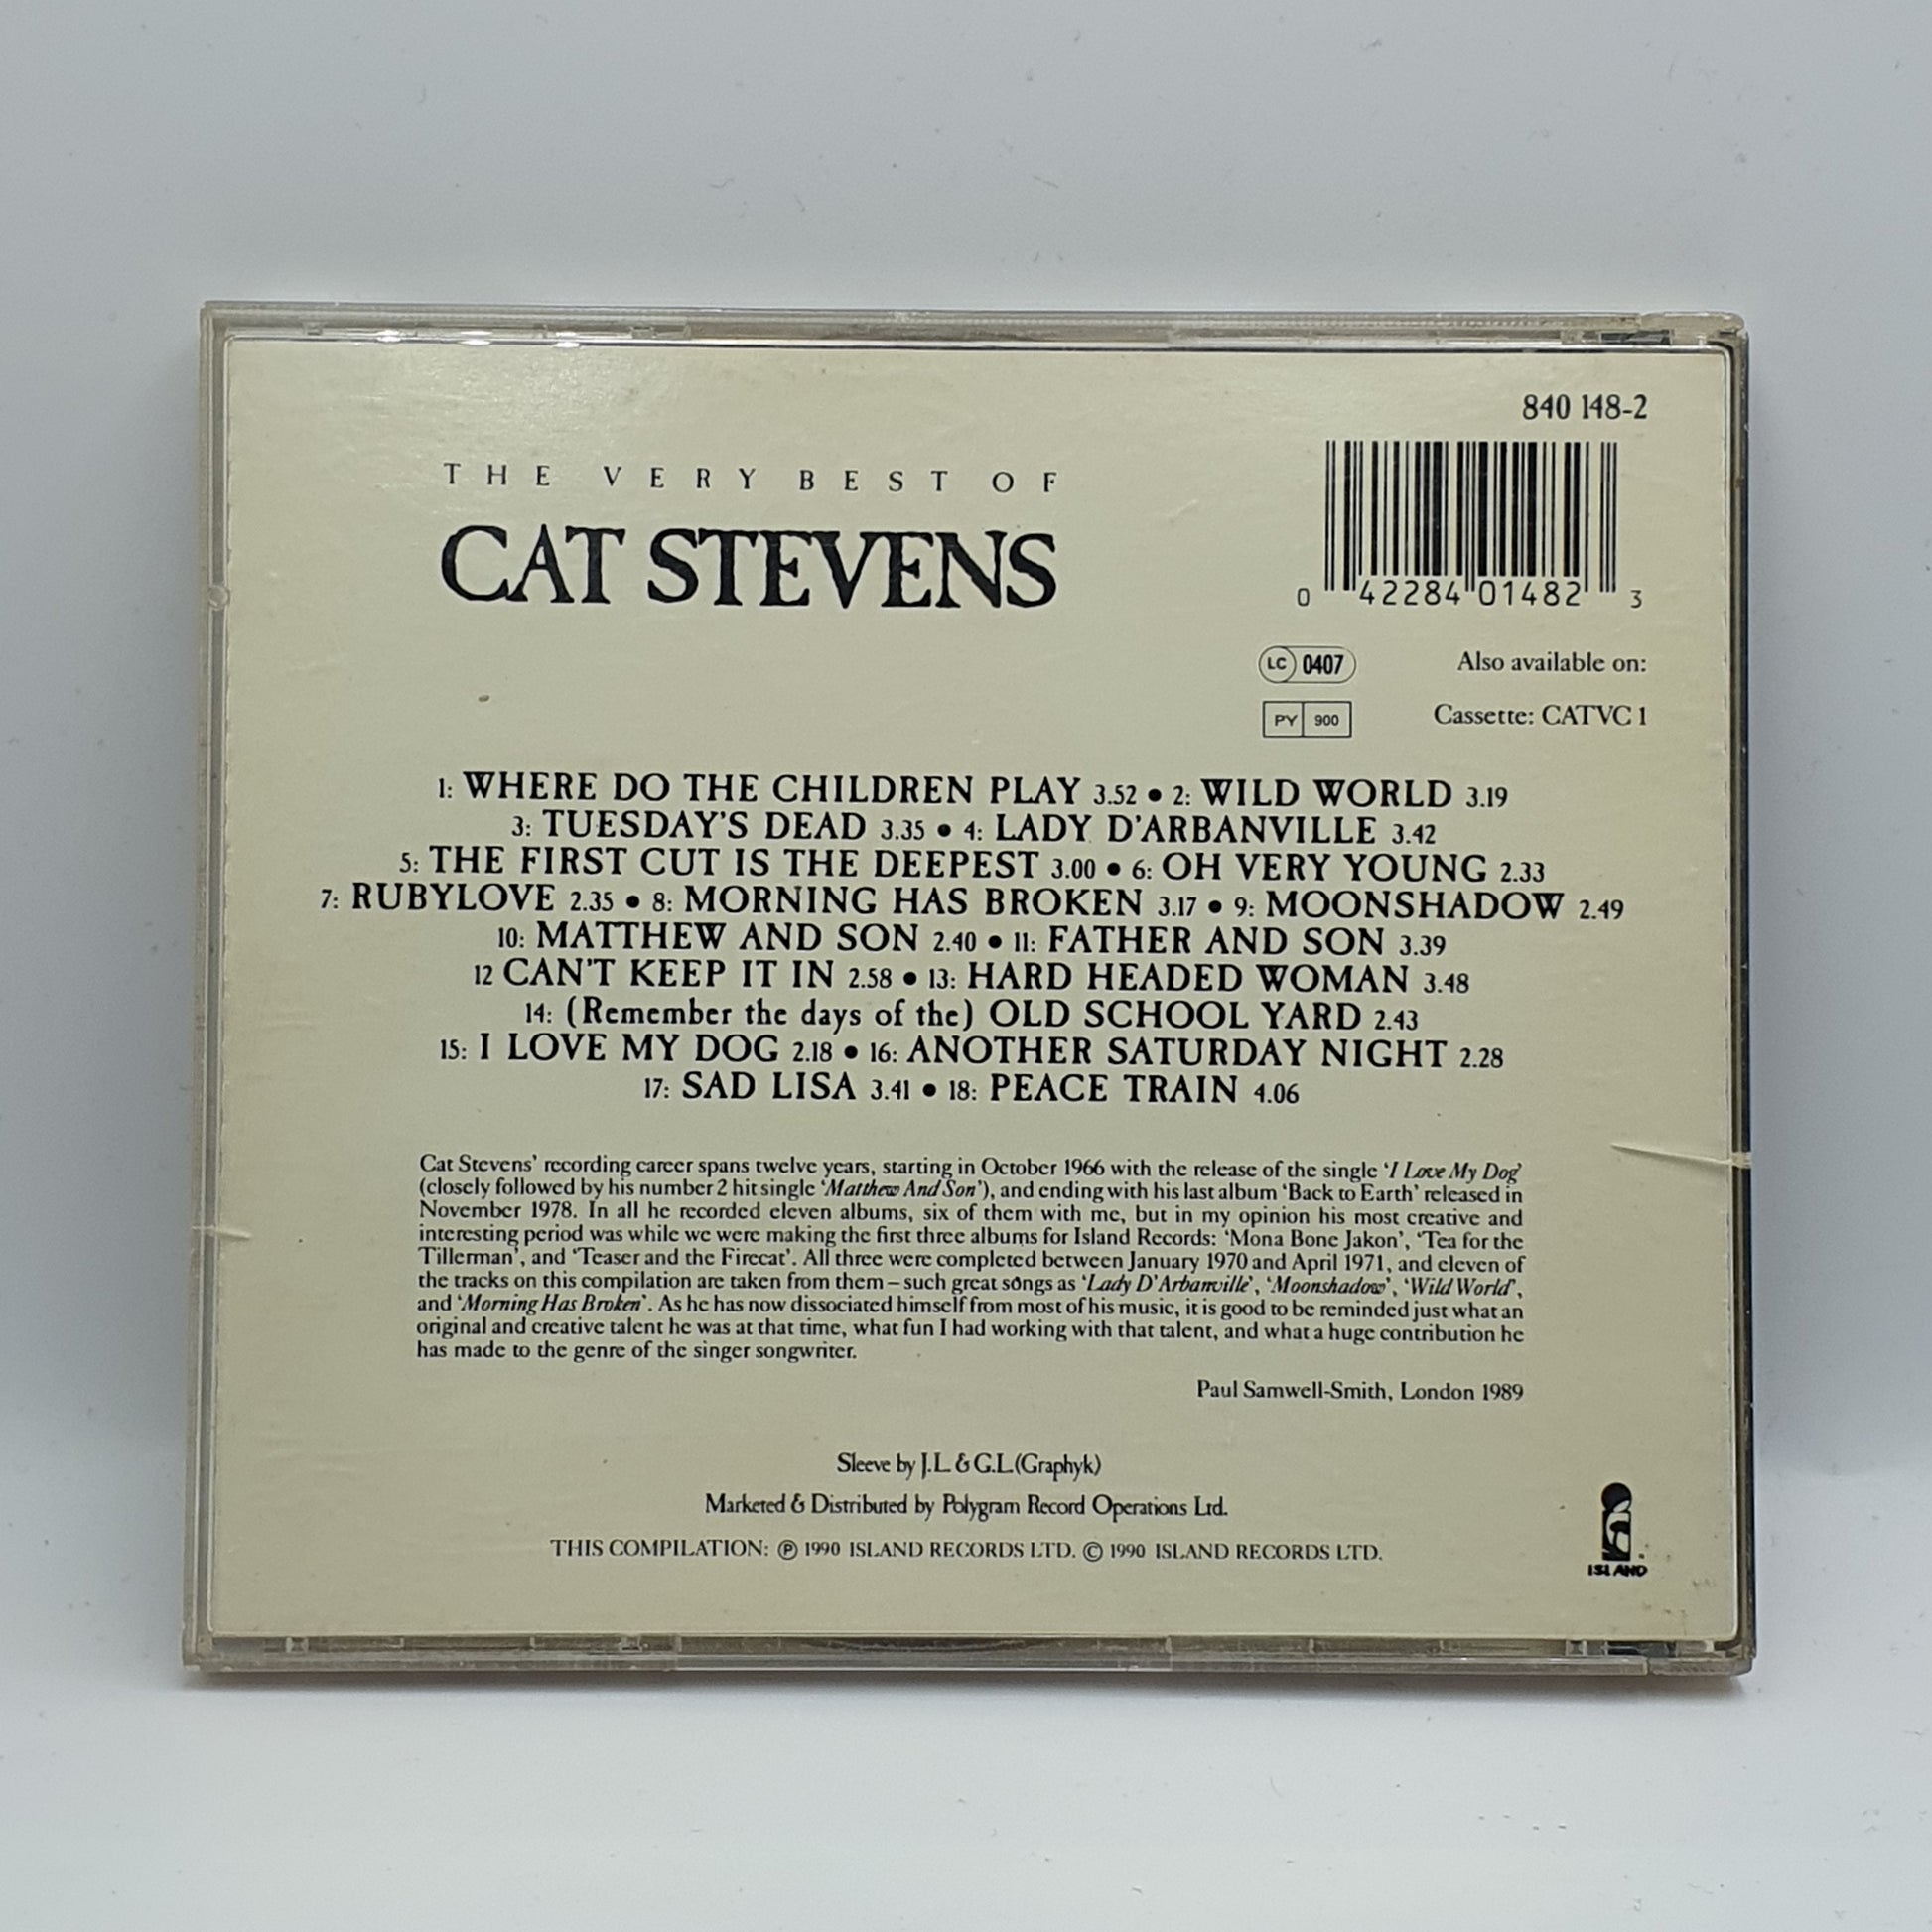 840 148-2
THE VERY BEST OF
CAT STEVENS
0 42284 01482 3
LC 0407
Also available on:
PY 900
Cassette: CATVC 1
1: WHERE DO THE CHILDREN PLAY 3.52 • 2: WILD WORLD 3.19
3: TUESDAY'S DEAD 3.35 • 4: LADY D'ARBANVILLE 3.42
5: THE FIRST CUT IS THE DEEPEST 3.00 • 6: OH VERY YOUNG 2.33
7: RUBYLOVE 2.35 • 8: MORNING HAS BROKEN 3.17 • 9: MOONSHADOW 2.49
10: MATTHEW AND SON 2.40 • 11: FATHER AND SON 3.39
12 CAN'T KEEP IT IN 2.58 • 13: HARD HEADED WOMAN 3.48
14: (Remember the days of the) OLD SCHOOL YARD 2.43
15: I LOVE MY DOG 2.18 • 16: ANOTHER SATURDAY NIGHT 2.28
17: SAD LISA 3.41 • 18: PEACE TRAIN 4.06
Cat Stevens' recording career spans twelve years, starting in October 1966 with the release of the single 'I Love My Dog'
(closely followed by his number 2 hit single 'Matthew And Son'), and ending with his last album 'Back to Earth' released in
November 1978. In all he recorded eleven albums, six of them with me, but in my opinion his most creative and
interesting period was while we were making the first three albums for Island Records: 'Mona Bone Jakon', 'Tea for the
Tillerman', and 'Teaser and the Firecat'. All three were completed between January 1970 and April 1971, and eleven of
the tracks on this compilation are taken from them – such great songs as 'Lady D'Arbanville', 'Moonshadow', 'Wild World',
and 'Morning Has Broken'. As he has now dissociated himself from most of his music, it is good to be reminded just what an
original and creative talent he was at that time, what fun I had working with that talent, and what a huge contribution he
has made to the genre of the singer songwriter.
Paul Samwell-Smith, London 1989
Sleeve by J.L. & G.L. (Graphyk)
Marketed & Distributed by Polygram Record Operations Ltd.
THIS COMPILATION: ℗ 1990 ISLAND RECORDS LTD. © 1990 ISLAND RECORDS LTD.
ISLAND